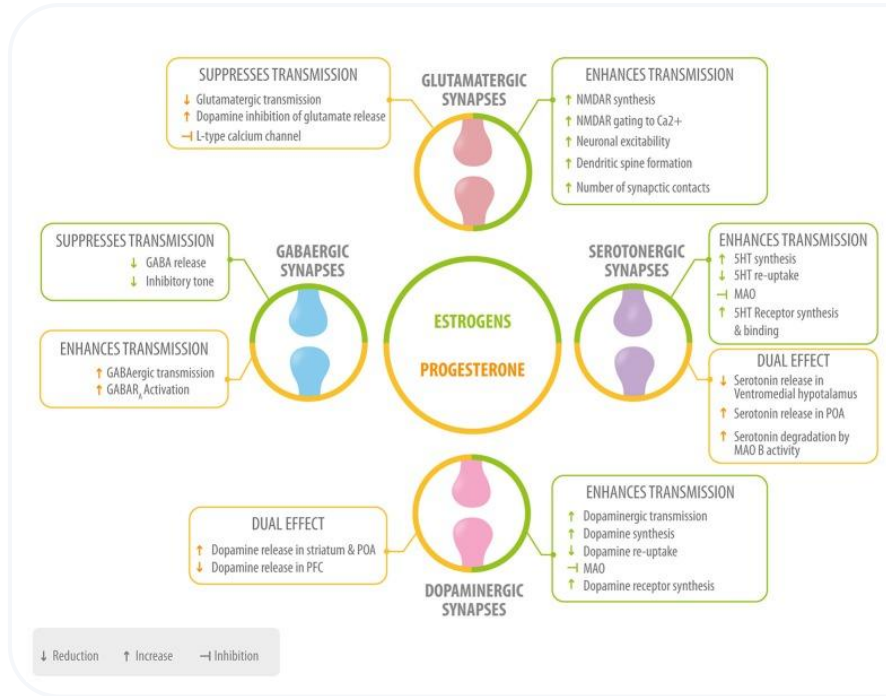 SUPPRESSES TRANSMISSION
↓ Glutamatergic transmission
↑ Dopamine inhibition of glutamate release
⊣ L-type calcium channel
GLUTAMATERGIC
SYNAPSES
ENHANCES TRANSMISSION
↑ NMDAR synthesis
↑ NMDAR gating to Ca2+
↑ Neuronal excitability
↑ Dendritic spine formation
↑ Number of synapctic contacts
SUPPRESSES TRANSMISSION
↓ GABA release
↓ Inhibitory tone
GABAERGIC
SYNAPSES
ENHANCES TRANSMISSION
↑ GABAergic transmission
↑ GABARA Activation
ESTROGENS
PROGESTERONE
SEROTONERGIC
SYNAPSES
ENHANCES TRANSMISSION
↑ 5HT synthesis
↓ 5HT re-uptake
⊣ MAO
↑ 5HT Receptor synthesis
& binding
DUAL EFFECT
↓ Serotonin release in
Ventromedial hypotalamus
↑ Serotonin release in POA
↑ Serotonin degradation by
MAO B activity
DUAL EFFECT
↑ Dopamine release in striatum & POA
↓ Dopamine release in PFC
DOPAMINERGIC
SYNAPSES
ENHANCES TRANSMISSION
↑ Dopaminergic transmission
↑ Dopamine synthesis
↓ Dopamine re-uptake
⊣ MAO
↑ Dopamine receptor synthesis
↓ Reduction ↑ Increase ⊣ Inhibition